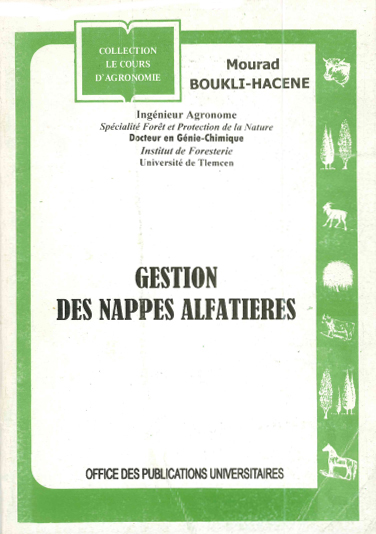 COLLECTION
LE COURS
D'AGRONOMIE
Mourad
BOUKLI-HACENE
Ingénieur Agronome
Spécialité Forêt et Protection de la Nature
Docteur en Génie-Chimique
Institut de Foresterie
Université de Tlemcen
GESTION
DES NAPPES ALFATIERES
OFFICE DES PUBLICATIONS UNIVERSITAIRES